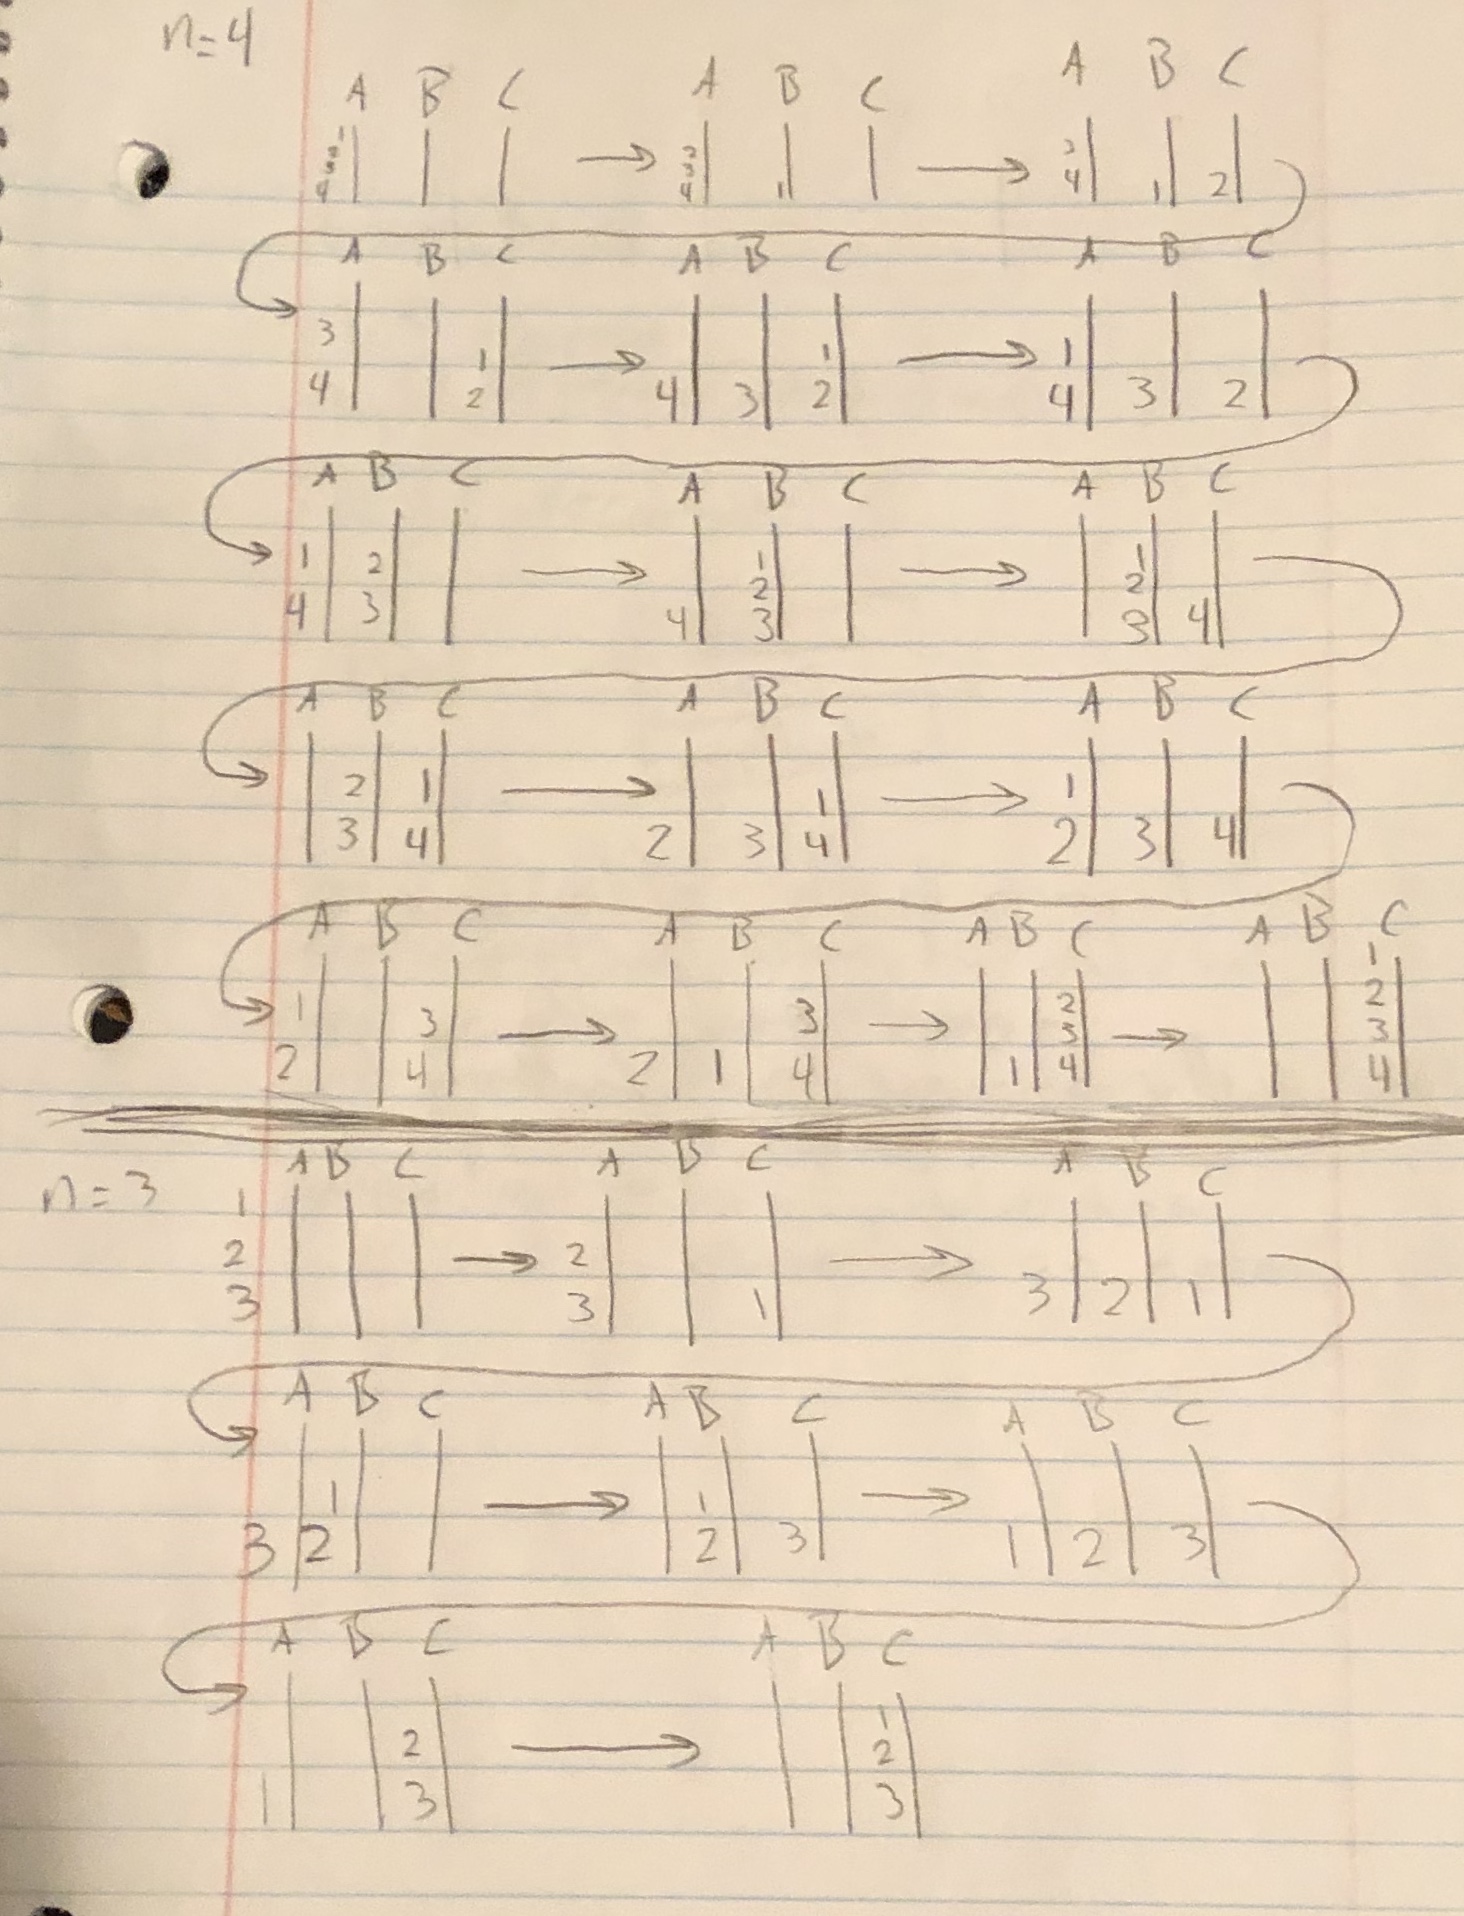 n=4
A B C A B C A B C
1
2 2 3
3 3
4 4 1 4 1 2
A B C A B C A B C
3 1 1 1
4 2 4 3 2 4 3 2
A B C A B C A B C
1 2 1 1
2 2
4 3 4 3 3 4
A B C A B C A B C
2 1 1 1
3 4 2 3 4 2 3 4
A B C A B C A B C A B C
1
1 3 3 2 2
3 3
2 4 2 1 4 1 4 4
n=3
A B C A B C A B C
1
2 2
3 3 1 3 2 1
A B C A B C A B C
1 1
3 2 2 3 1 2 3
A B C A B C
1
2 2
1 3 3